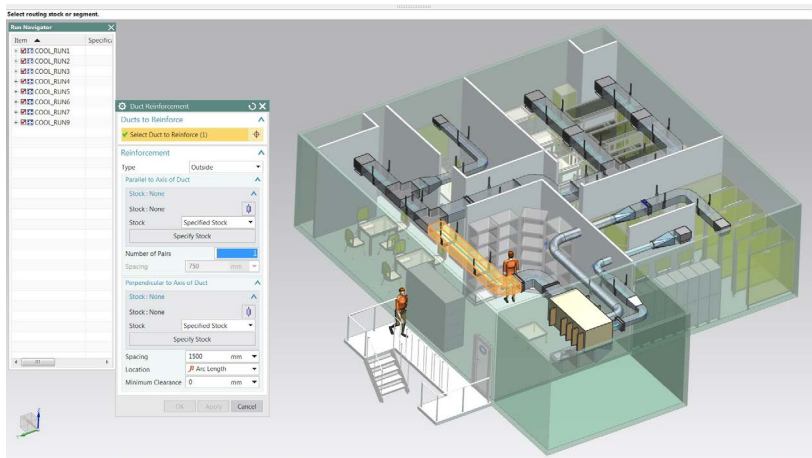 Select routing stock or segment.
Run Navigator
Item Specifica
COOL_RUN1
COOL_RUN2
COOL_RUN3
COOL_RUN4
COOL_RUN5
COOL_RUN6
COOL_RUN7
COOL_RUN9
Duct Reinforcement
Ducts to Reinforce
Select Duct to Reinforce (1)
Reinforcement
Type Outside
Parallel to Axis of Duct
Stock : None
Stock : None
Stock Specified Stock
Specify Stock
Number of Pairs
Spacing 750 mm
Perpendicular to Axis of Duct
Stock : None
Stock : None
Stock Specified Stock
Specify Stock
Spacing 1500 mm
Location Arc Length
Minimum Clearance 0 mm
OK Apply Cancel